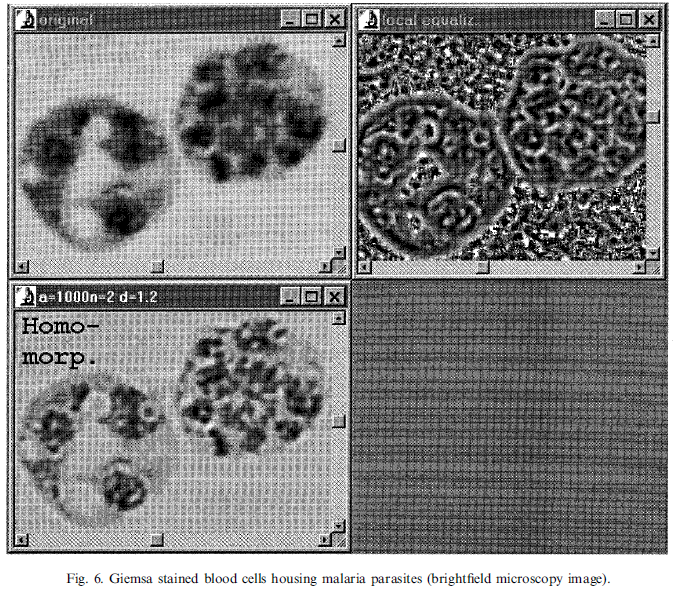 original
local equaliz.
a=1000n=2 d=1.2
Homo-
morp.
Fig. 6. Giemsa stained blood cells housing malaria parasites (brightfield microscopy image).